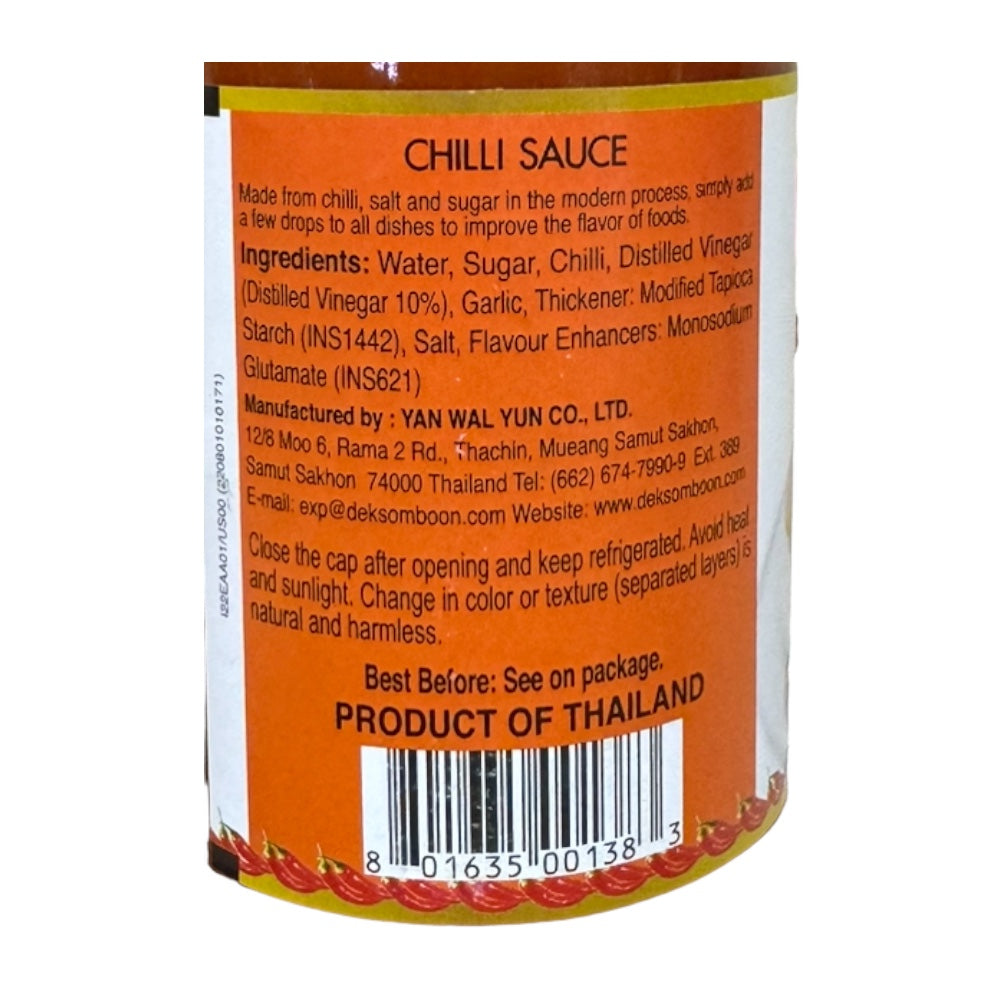 CHILLI SAUCE
Made from chilli, salt and sugar in the modern process, simply add
a few drops to all dishes to improve the flavor of foods.
Ingredients: Water, Sugar, Chilli, Distilled Vinegar
(Distilled Vinegar 10%), Garlic, Thickener: Modified Tapioca
Starch (INS1442), Salt, Flavour Enhancers: Monosodium
Glutamate (INS621)
Manufactured by : YAN WAL YUN CO., LTD.
12/8 Moo 6, Rama 2 Rd., Thachin, Mueang Samut Sakhon,
Samut Sakhon 74000 Thailand Tel: (662) 674-7990-9 Ext. 389
E-mail: exp@deksomboon.com Website: www.deksomboon.com
Close the cap after opening and keep refrigerated. Avoid heat
and sunlight. Change in color or texture (separated layers) is
natural and harmless.
Best Before: See on package.
PRODUCT OF THAILAND
8 01635 00138 3
I22EAA01/US00 (220801010171)